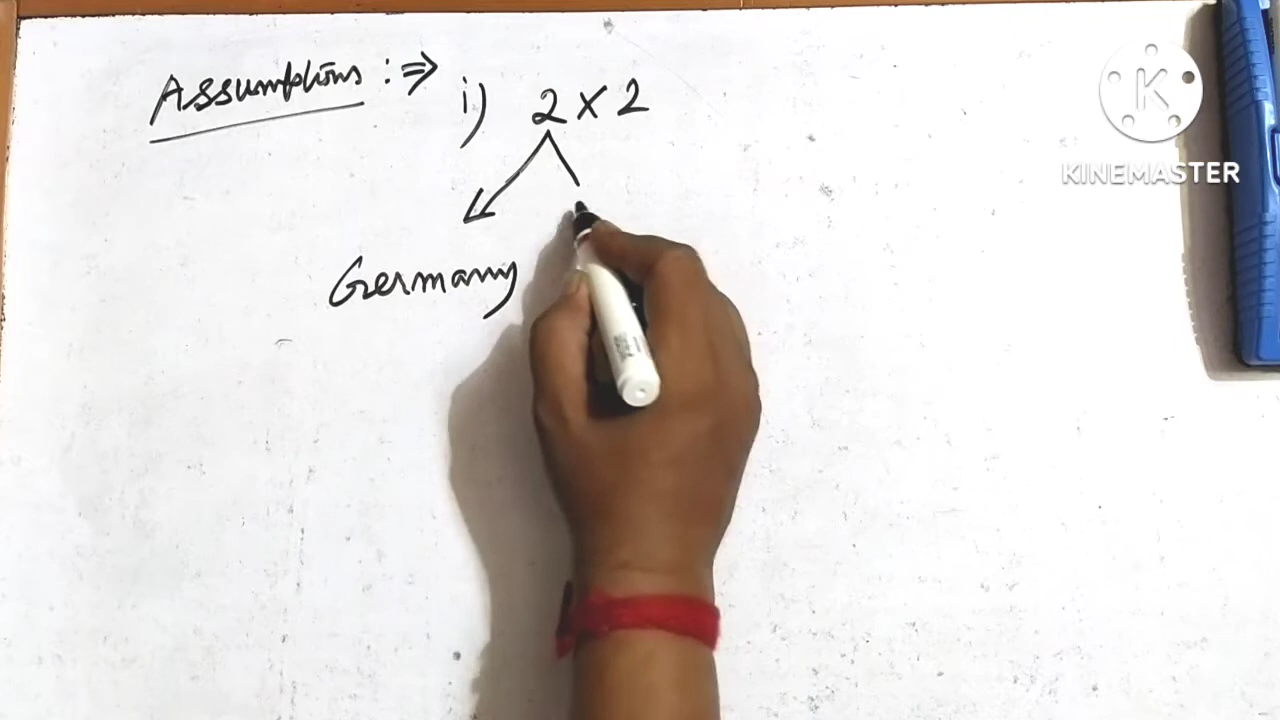 Assumptions :⇒
i) 2 × 2
Germany
K
KINEMASTER